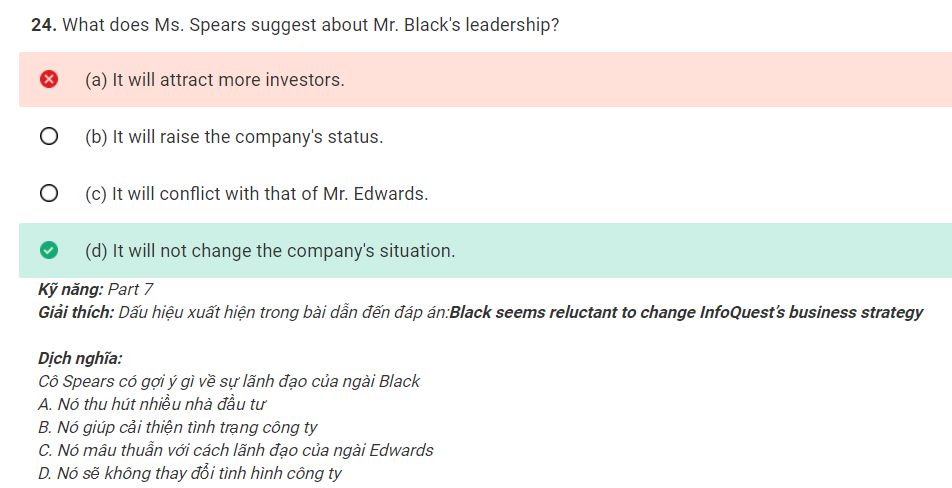 24. What does Ms. Spears suggest about Mr. Black's leadership?
(a) It will attract more investors.
(b) It will raise the company's status.
(c) It will conflict with that of Mr. Edwards.
(d) It will not change the company's situation.
Kỹ năng: Part 7
Giải thích: Dấu hiệu xuất hiện trong bài dẫn đến đáp án:Black seems reluctant to change InfoQuest's business strategy
Dịch nghĩa:
Cô Spears có gợi ý gì về sự lãnh đạo của ngài Black
A. Nó thu hút nhiều nhà đầu tư
B. Nó giúp cải thiện tình trạng công ty
C. Nó mâu thuẫn với cách lãnh đạo của ngài Edwards
D. Nó sẽ không thay đổi tình hình công ty